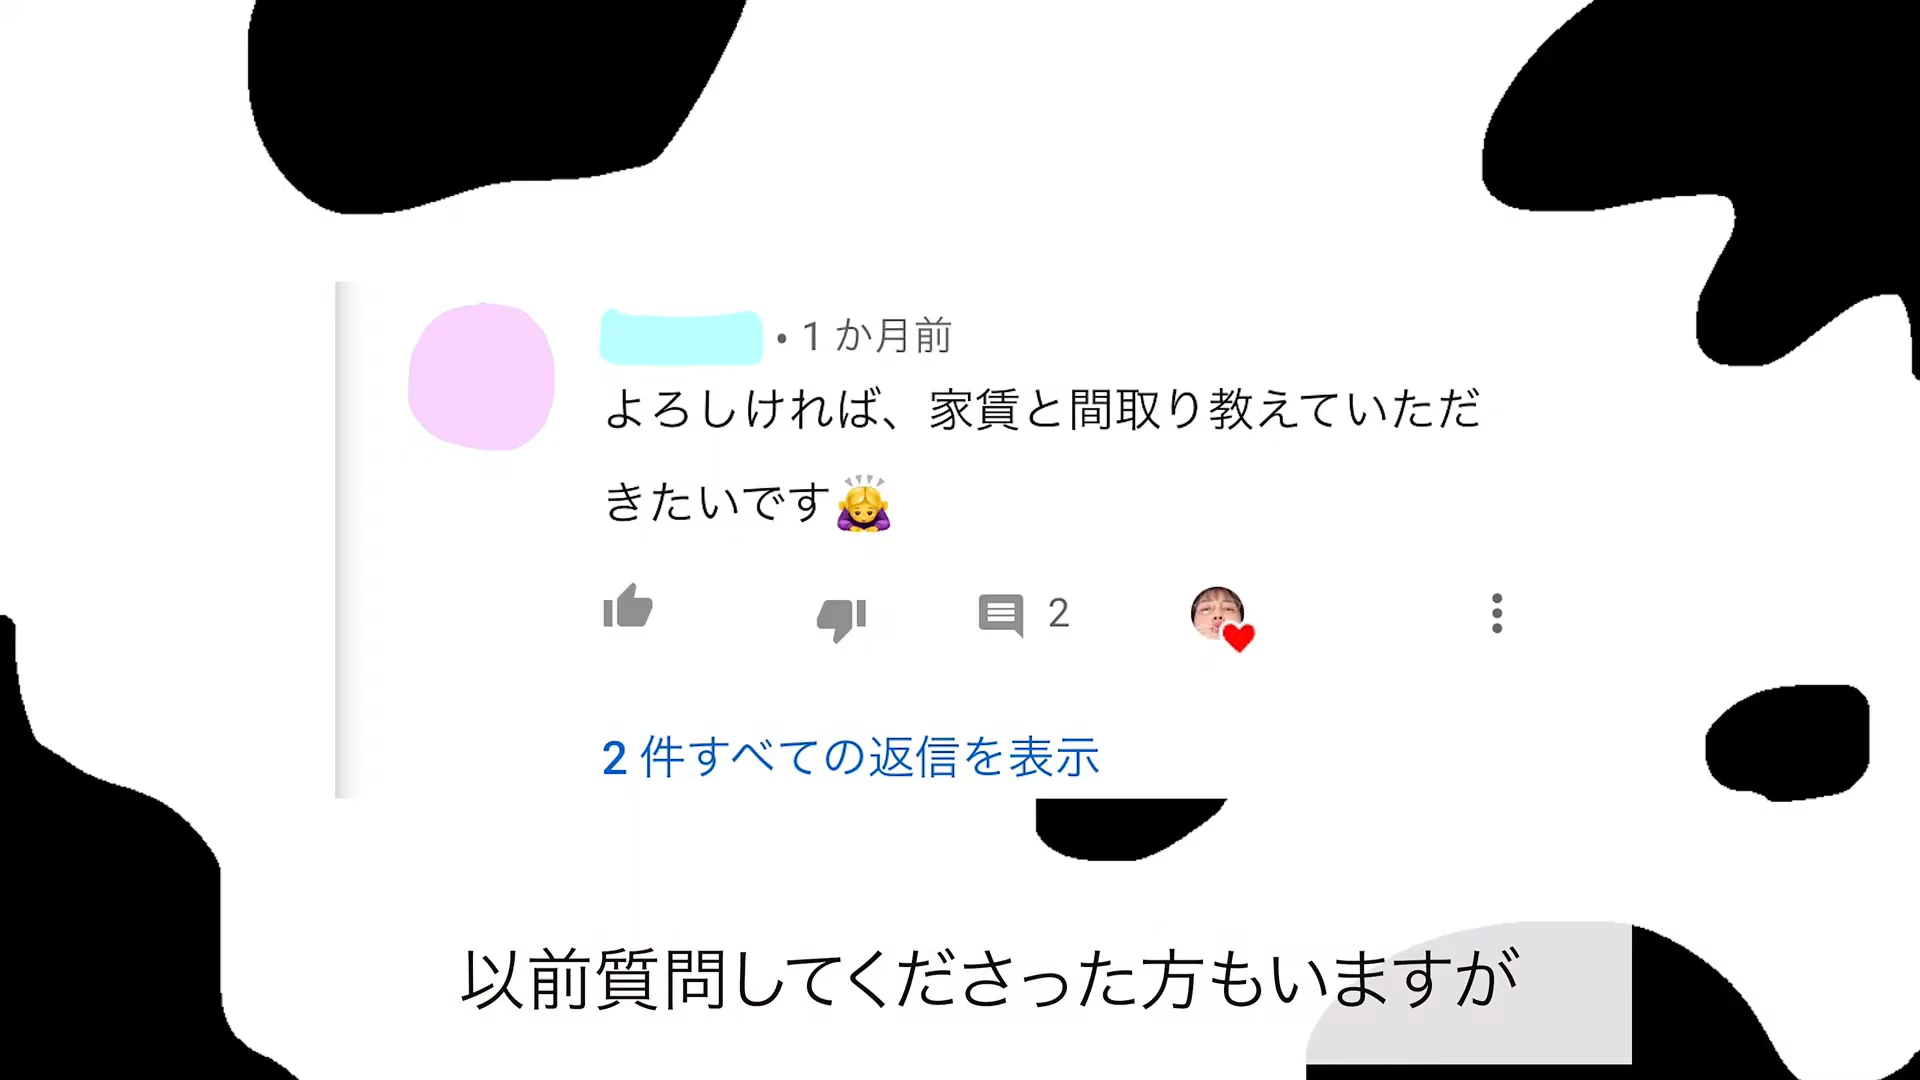 • 1 か月前
よろしければ、家賃と間取り教えていただ
きたいです🙇‍♀️
2
2 件すべての返信を表示
以前質問してくださった方もいますが